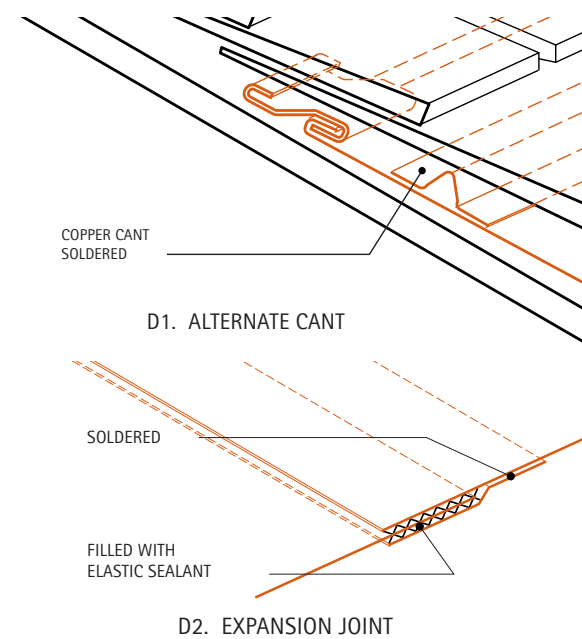 COPPER CANT
SOLDERED
D1. ALTERNATE CANT
SOLDERED
FILLED WITH
ELASTIC SEALANT
D2. EXPANSION JOINT